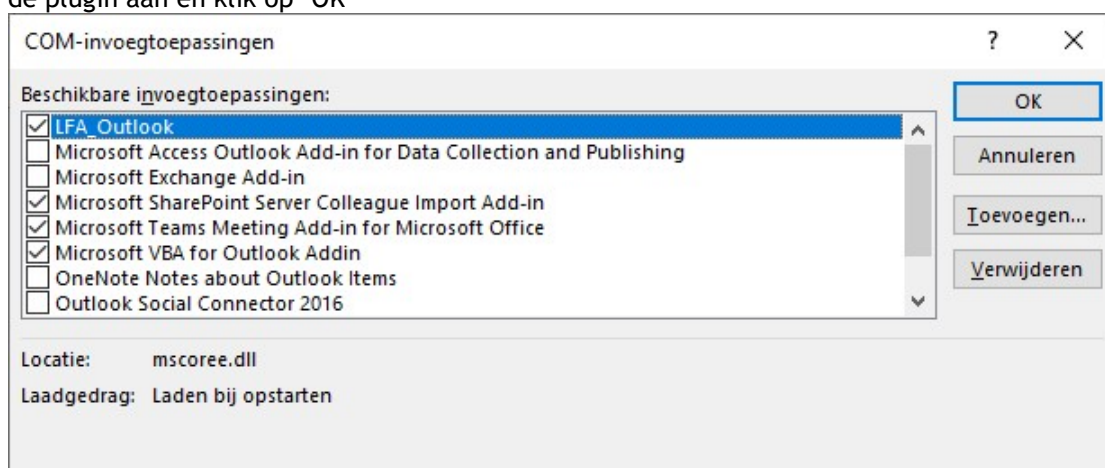 de plugin aan en klik op "OK"
COM-invoegtoepassingen
Beschikbare invoegtoepassingen:
LFA_Outlook
Microsoft Access Outlook Add-in for Data Collection and Publishing
Microsoft Exchange Add-in
Microsoft SharePoint Server Colleague Import Add-in
Microsoft Teams Meeting Add-in for Microsoft Office
Microsoft VBA for Outlook Addin
OneNote Notes about Outlook Items
Outlook Social Connector 2016
OK
Annuleren
Toevoegen...
Verwijderen
Locatie: mscoree.dll
Laadgedrag: Laden bij opstarten